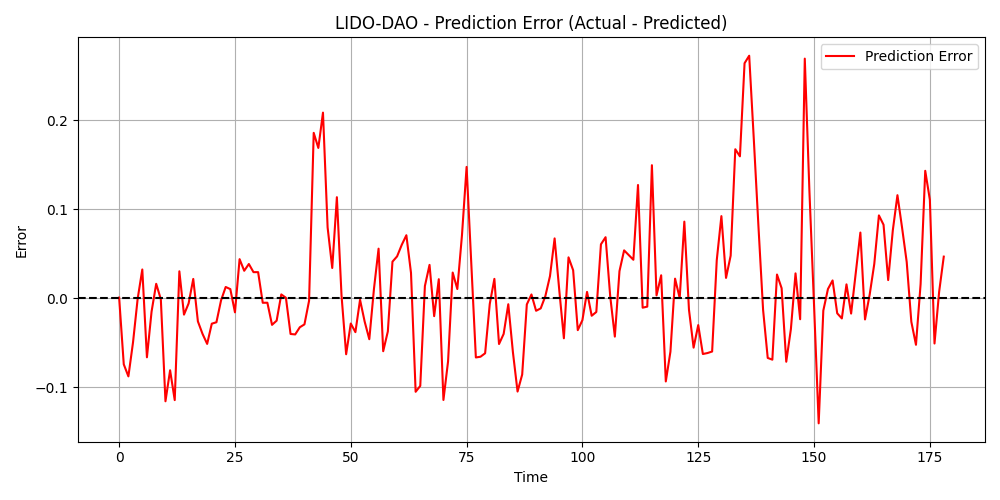 LIDO-DAO - Prediction Error (Actual - Predicted)
Prediction Error
Error
0.2
0.1
0.0
−0.1
0 25 50 75 100 125 150 175
Time